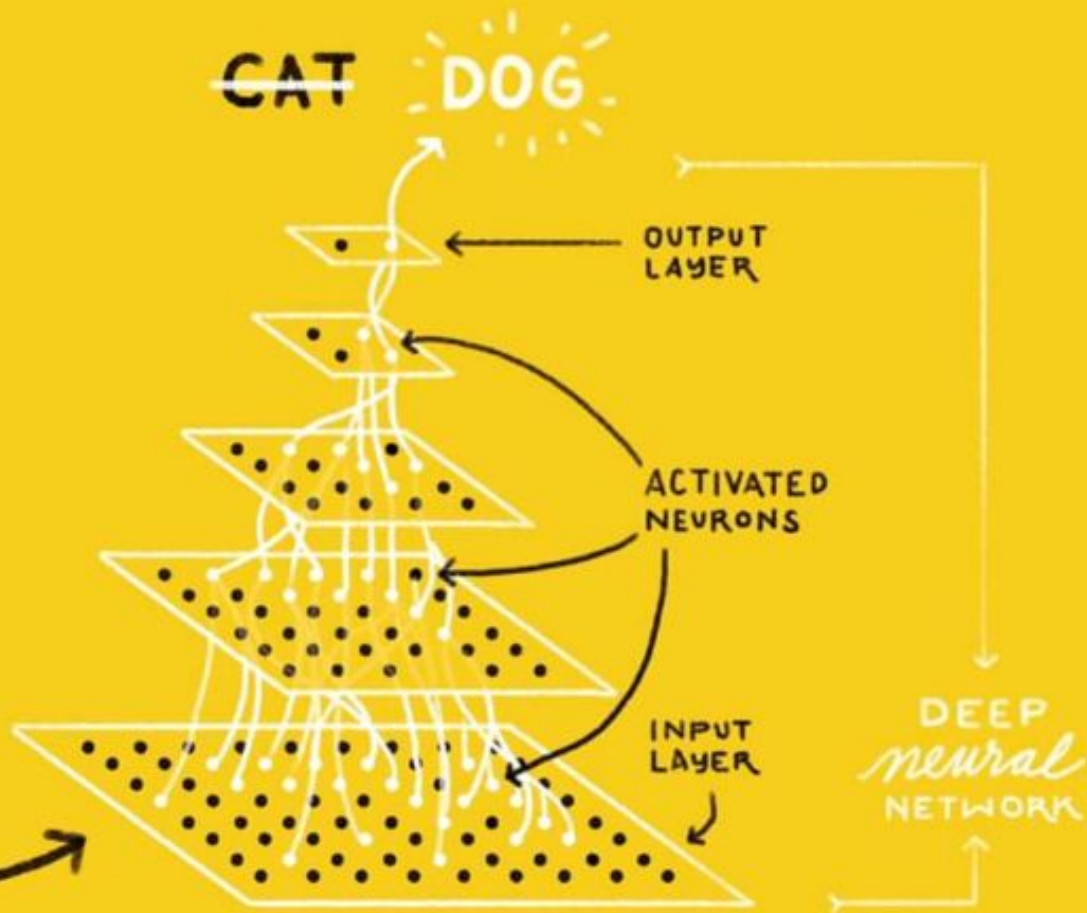 CAT DOG
OUTPUT
LAYER
ACTIVATED
NEURONS
INPUT
LAYER
DEEP
neural
NETWORK